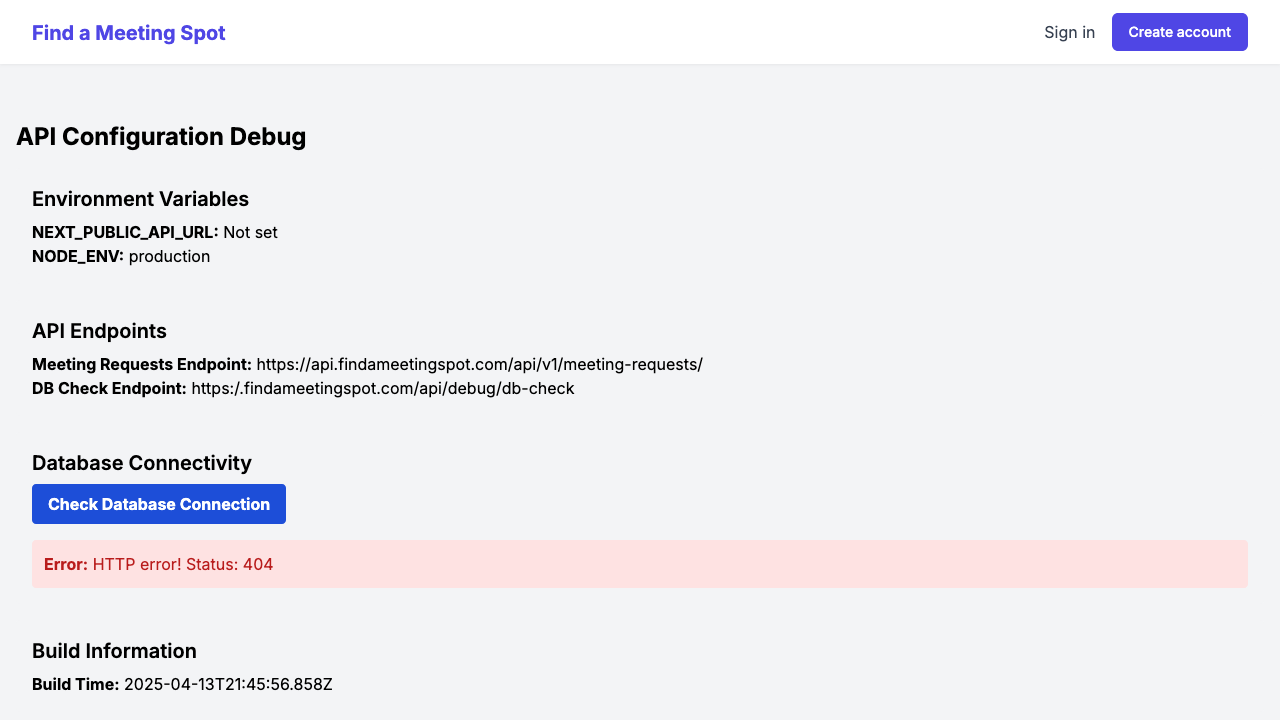 Find a Meeting Spot
Sign in
Create account
API Configuration Debug
Environment Variables
NEXT_PUBLIC_API_URL: Not set
NODE_ENV: production
API Endpoints
Meeting Requests Endpoint: https://api.findameetingspot.com/api/v1/meeting-requests/
DB Check Endpoint: https:/.findameetingspot.com/api/debug/db-check
Database Connectivity
Check Database Connection
Error: HTTP error! Status: 404
Build Information
Build Time: 2025-04-13T21:45:56.858Z